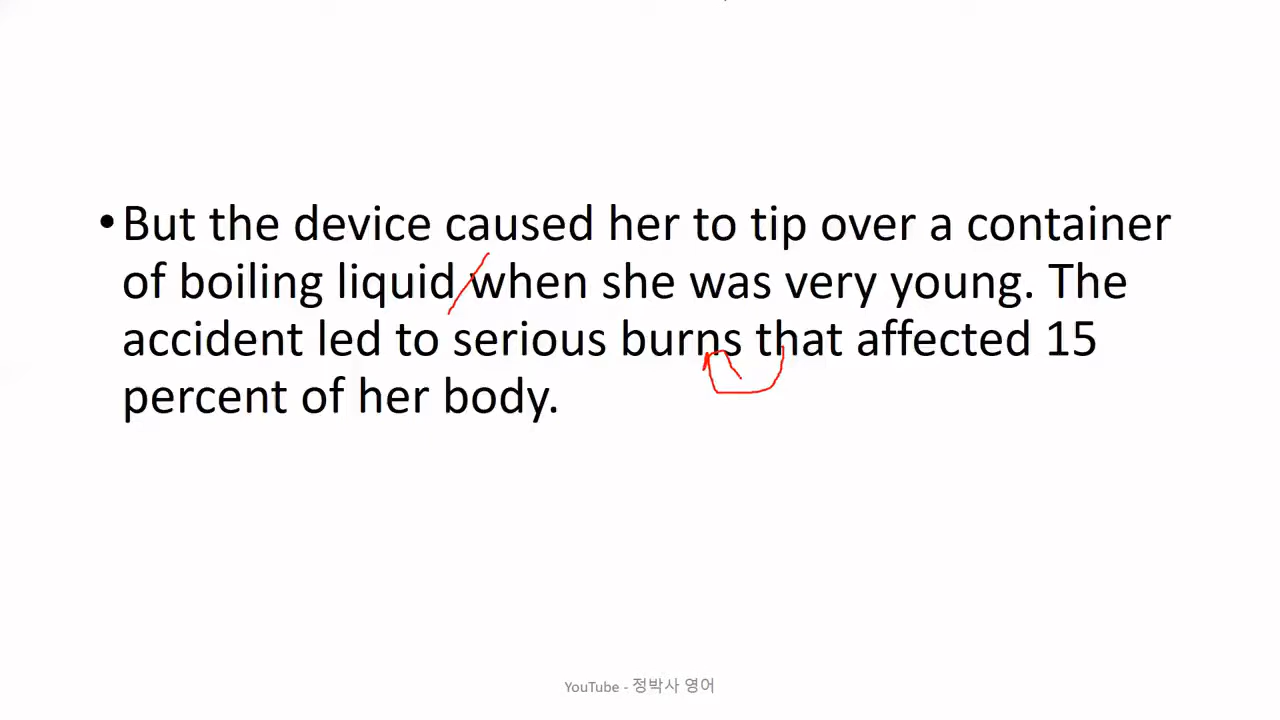 •But the device caused her to tip over a container
of boiling liquid when she was very young. The
accident led to serious burns that affected 15
percent of her body.
YouTube - 정박사 영어